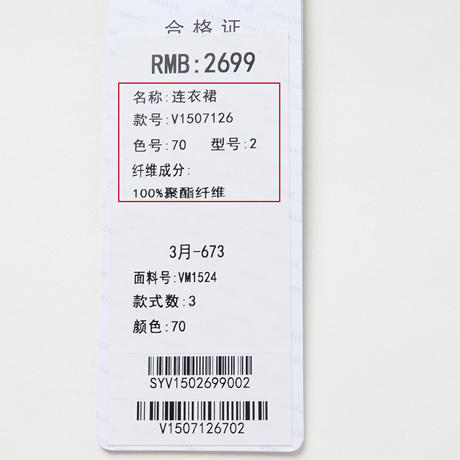 合格证
RMB:2699
名称:连衣裙
款号:V1507126
色号:70 型号:2
纤维成分:
100%聚酯纤维
3月-673
面料号:VM1524
款式数:3
颜色:70
SYV1502699002
V1507126702